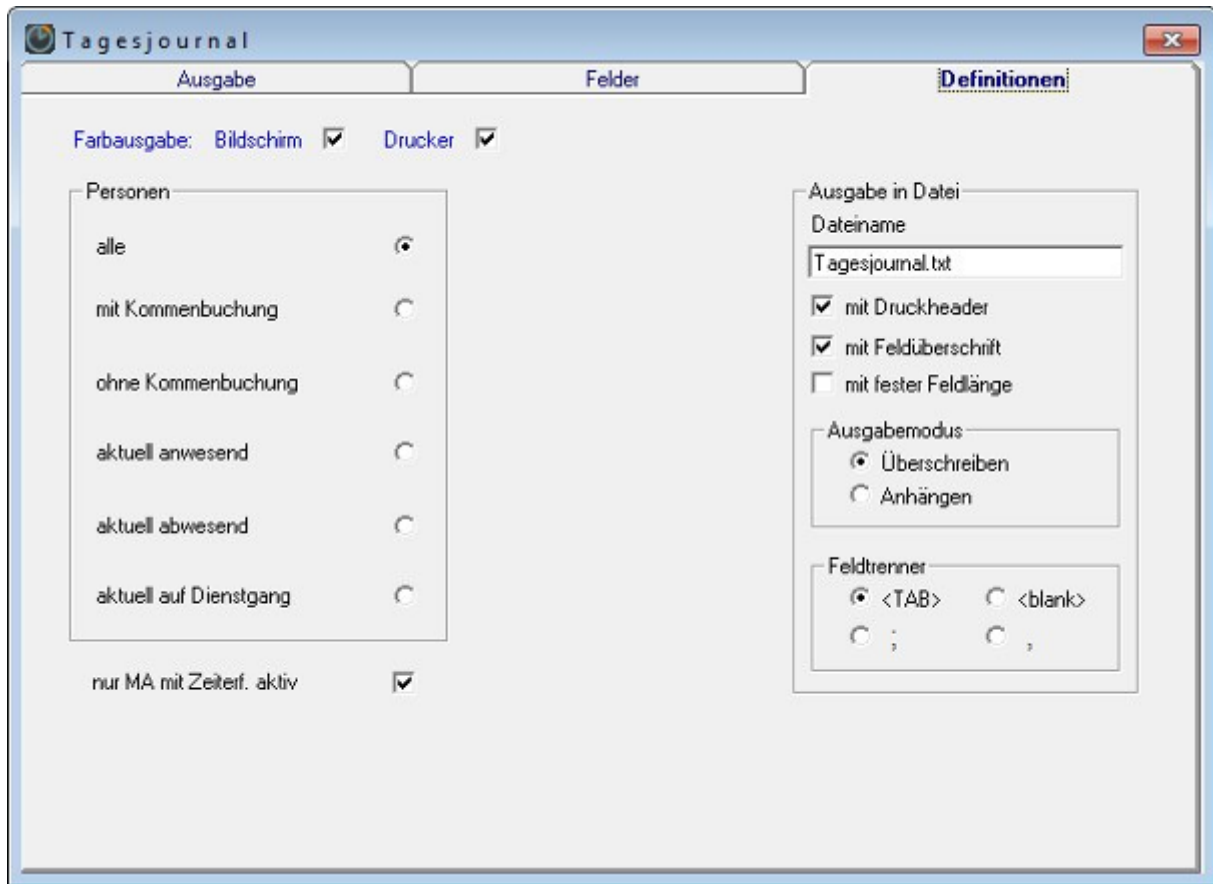 Tagesjournal
Ausgabe Felder Definitionen
Farbausgabe: Bildschirm Drucker
Personen
alle
mit Kommenbuchung
ohne Kommenbuchung
aktuell anwesend
aktuell abwesend
aktuell auf Dienstgang
nur MA mit Zeiterf. aktiv
Ausgabe in Datei
Dateiname
Tagesjournal.txt
mit Druckheader
mit Feldüberschrift
mit fester Feldlänge
Ausgabemodus
Überschreiben
Anhängen
Feldtrenner
<TAB> <blank>
; ,